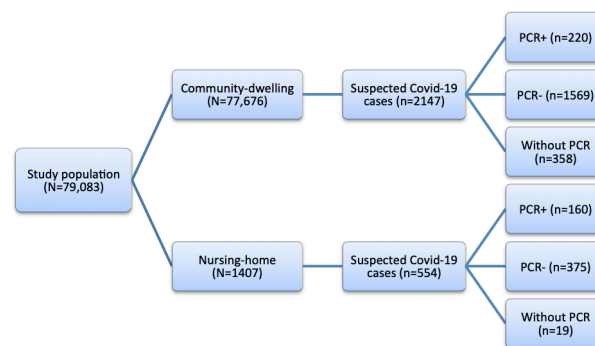 Study population
(N=79,083)
Community-dwelling
(N=77,676)
Suspected Covid-19
cases (n=2147)
PCR+ (n=220)
PCR- (n=1569)
Without PCR
(n=358)
Nursing-home
(N=1407)
Suspected Covid-19
cases (n=554)
PCR+ (n=160)
PCR- (n=375)
Without PCR
(n=19)